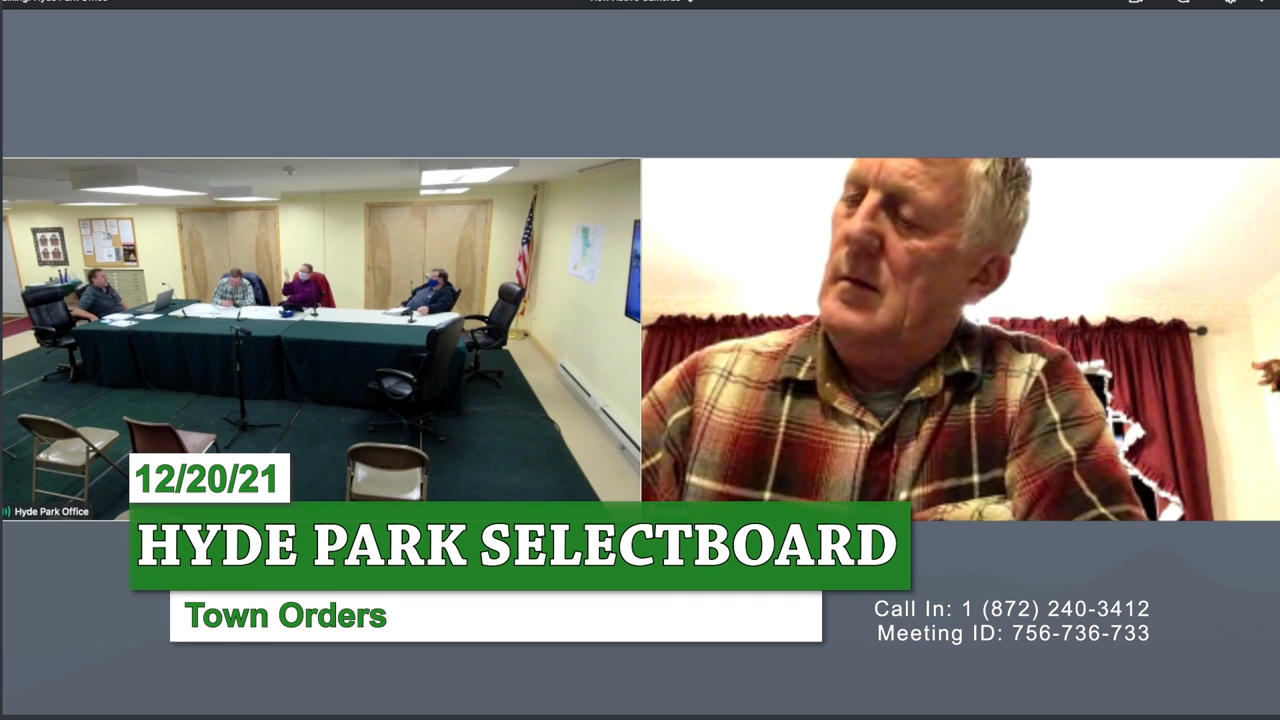 12/20/21
Hyde Park Office
HYDE PARK SELECTBOARD
Town Orders
Call In: 1 (872) 240-3412
Meeting ID: 756-736-733